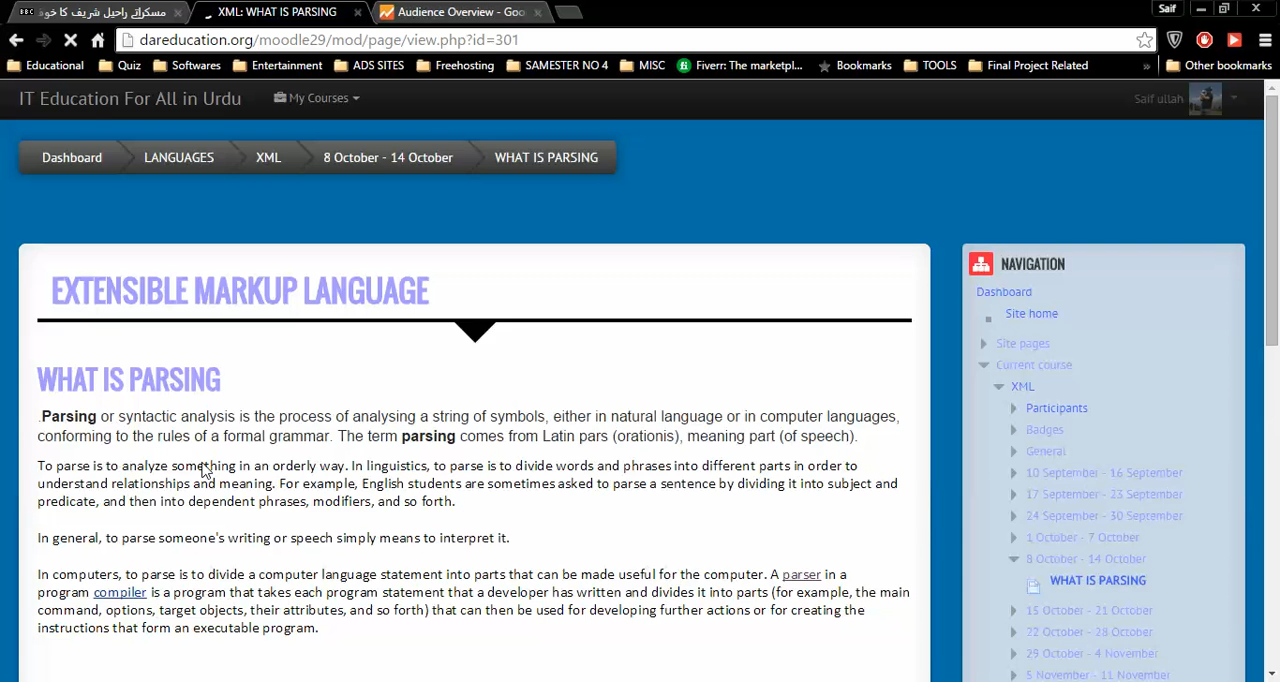 BBC مسکراتے راحیل شریف کا خو
XML: WHAT IS PARSING
Audience Overview - Goo
Saif
dareducation.org/moodle29/mod/page/view.php?id=301
Educational Quiz Softwares Entertainment ADS SITES Freehosting SAMESTER NO 4 MISC Fiverr: The marketpl... Bookmarks TOOLS Final Project Related » Other bookmarks
IT Education For All in Urdu My Courses Saif ullah
Dashboard LANGUAGES XML 8 October - 14 October WHAT IS PARSING
EXTENSIBLE MARKUP LANGUAGE
WHAT IS PARSING
.Parsing or syntactic analysis is the process of analysing a string of symbols, either in natural language or in computer languages,
conforming to the rules of a formal grammar. The term parsing comes from Latin pars (orationis), meaning part (of speech).
To parse is to analyze something in an orderly way. In linguistics, to parse is to divide words and phrases into different parts in order to
understand relationships and meaning. For example, English students are sometimes asked to parse a sentence by dividing it into subject and
predicate, and then into dependent phrases, modifiers, and so forth.
In general, to parse someone's writing or speech simply means to interpret it.
In computers, to parse is to divide a computer language statement into parts that can be made useful for the computer. A parser in a
program compiler is a program that takes each program statement that a developer has written and divides it into parts (for example, the main
command, options, target objects, their attributes, and so forth) that can then be used for developing further actions or for creating the
instructions that form an executable program.
NAVIGATION
Dashboard
Site home
Site pages
Current course
XML
Participants
Badges
General
10 September - 16 September
17 September - 23 September
24 September - 30 September
1 October - 7 October
8 October - 14 October
WHAT IS PARSING
15 October - 21 October
22 October - 28 October
29 October - 4 November
5 November - 11 November